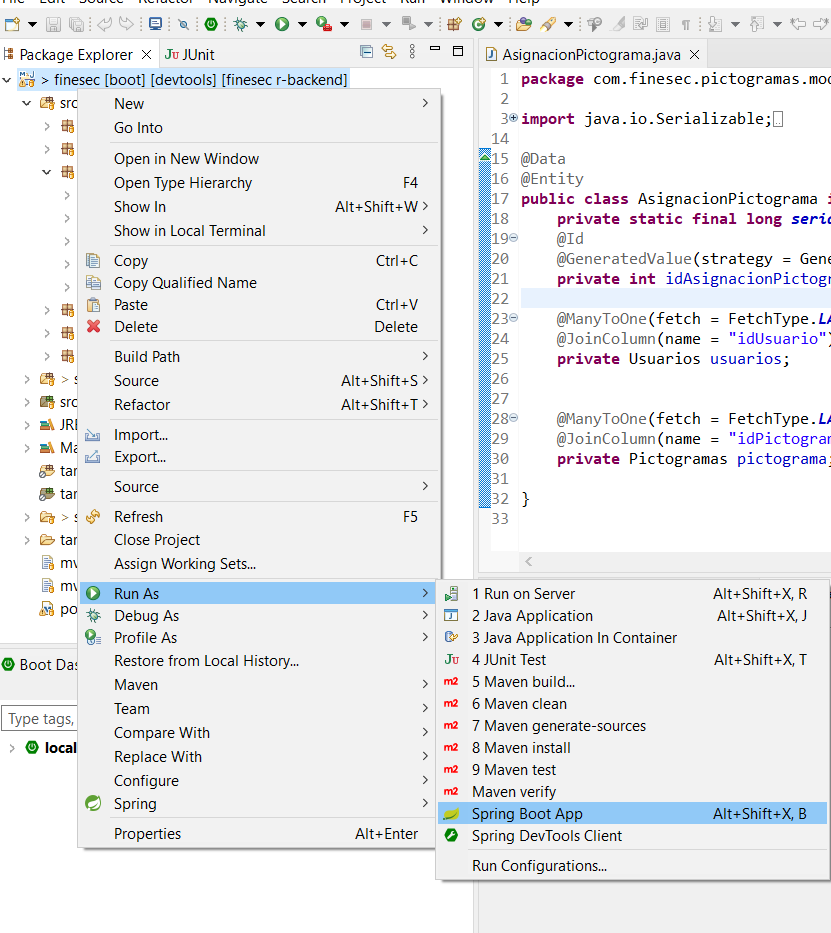 File Edit Source Refactor Navigate Search Project Run Window Help
Package Explorer
JUnit
> finesec [boot] [devtools] [finesec r-backend]
src
> s
src
JRE
Ma
tar
tar
> s
tar
mv
mv
po
Boot Das
Type tags,
local
New
Go Into
Open in New Window
Open Type Hierarchy F4
Show In Alt+Shift+W
Show in Local Terminal
Copy Ctrl+C
Copy Qualified Name
Paste Ctrl+V
Delete Delete
Build Path
Source Alt+Shift+S
Refactor Alt+Shift+T
Import...
Export...
Source
Refresh F5
Close Project
Assign Working Sets...
Run As
Debug As
Profile As
Restore from Local History...
Maven
Team
Compare With
Replace With
Configure
Spring
Properties Alt+Enter
1 Run on Server Alt+Shift+X, R
2 Java Application Alt+Shift+X, J
3 Java Application In Container
4 JUnit Test Alt+Shift+X, T
5 Maven build...
6 Maven clean
7 Maven generate-sources
8 Maven install
9 Maven test
Maven verify
Spring Boot App Alt+Shift+X, B
Spring DevTools Client
Run Configurations...
AsignacionPictograma.java
1 package com.finesec.pictogramas.mod
2
3 import java.io.Serializable;
14
15 @Data
16 @Entity
17 public class AsignacionPictograma i
18 private static final long seria
19 @Id
20 @GeneratedValue(strategy = Gene
21 private int idAsignacionPictogr
22
23 @ManyToOne(fetch = FetchType.LA
24 @JoinColumn(name = "idUsuario")
25 private Usuarios usuarios;
26
27
28 @ManyToOne(fetch = FetchType.LA
29 @JoinColumn(name = "idPictogram
30 private Pictogramas pictograma;
31
32 }
33